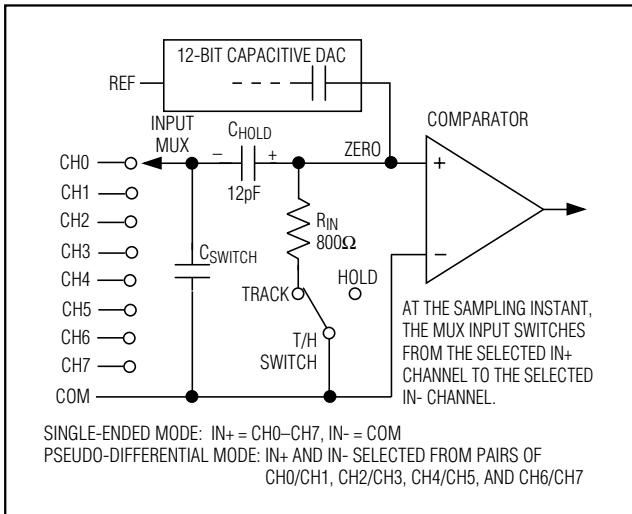 12-BIT CAPACITIVE DAC
REF
INPUT
MUX
CHOLD
– +
12pF
ZERO
COMPARATOR
+
–
CH0
CH1
CH2
CH3
CH4
CH5
CH6
CH7
COM
CSWITCH
RIN
800Ω
TRACK
HOLD
T/H
SWITCH
AT THE SAMPLING INSTANT,
THE MUX INPUT SWITCHES
FROM THE SELECTED IN+
CHANNEL TO THE SELECTED
IN- CHANNEL.
SINGLE-ENDED MODE: IN+ = CH0–CH7, IN- = COM
PSEUDO-DIFFERENTIAL MODE: IN+ AND IN- SELECTED FROM PAIRS OF
CH0/CH1, CH2/CH3, CH4/CH5, AND CH6/CH7